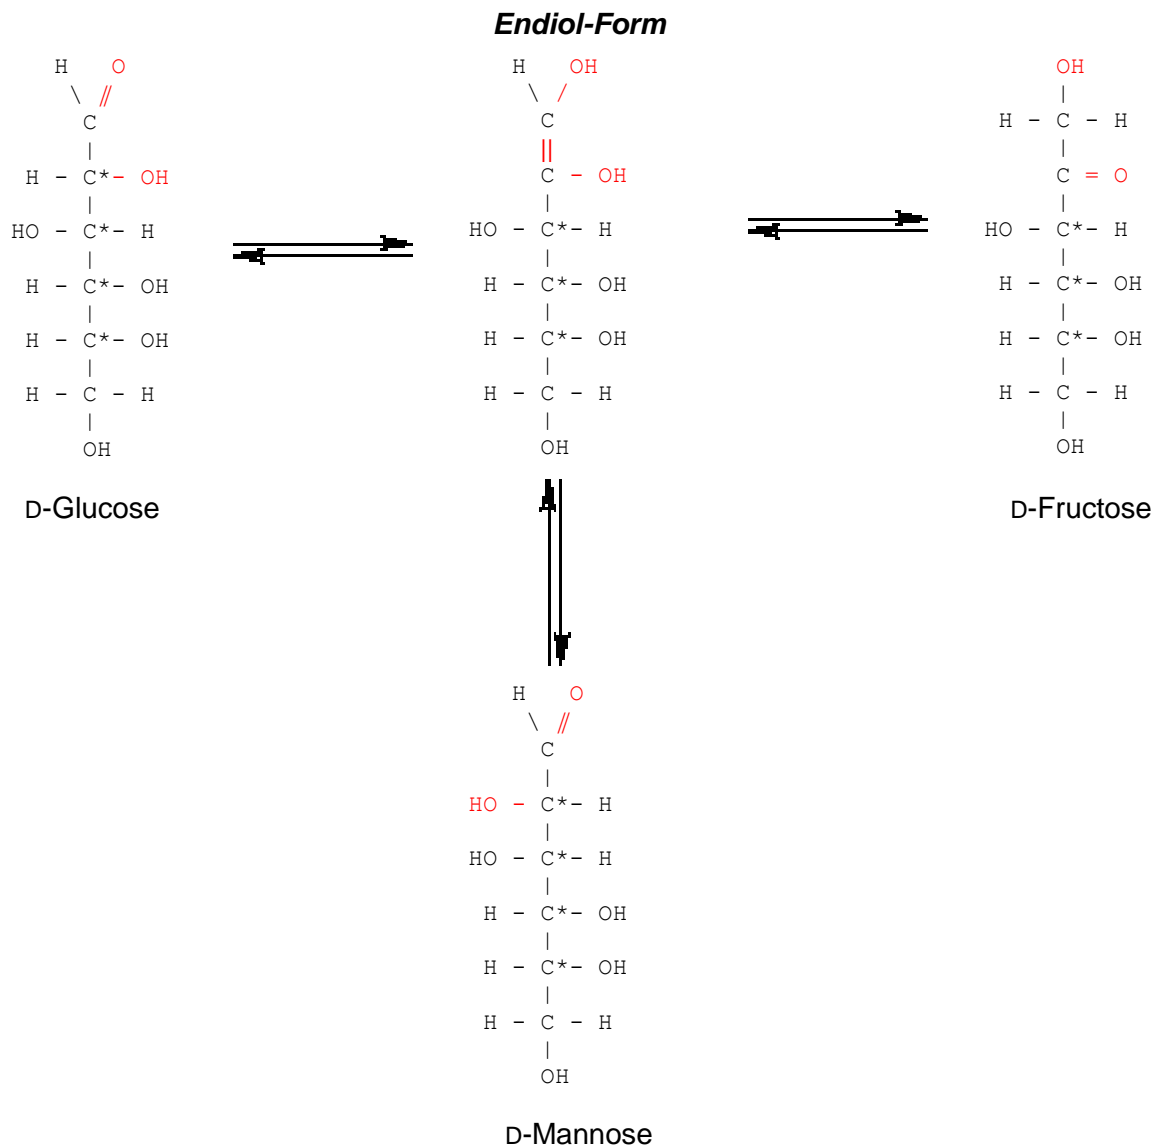 Endiol-Form
H O
\ //
C
|
H – C*– OH
|
HO – C*– H
|
H – C*– OH
|
H – C*– OH
|
H – C – H
|
OH
D-Glucose
H OH
\ /
C
||
C – OH
|
HO – C*– H
|
H – C*– OH
|
H – C*– OH
|
H – C – H
|
OH
OH
|
H – C – H
|
C = O
|
HO – C*– H
|
H – C*– OH
|
H – C*– OH
|
H – C – H
|
OH
D-Fructose
H O
\ //
C
|
HO – C*– H
|
HO – C*– H
|
H – C*– OH
|
H – C*– OH
|
H – C – H
|
OH
D-Mannose